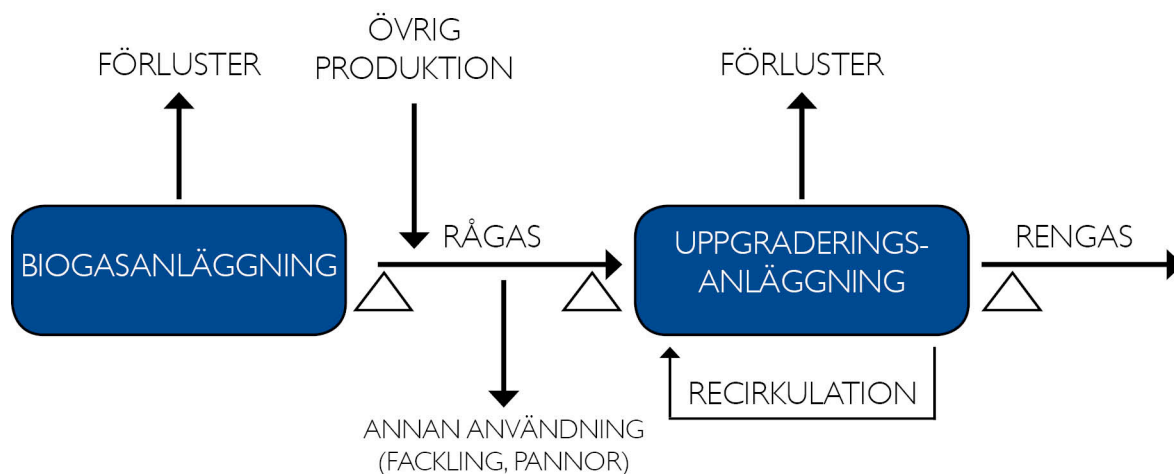 FÖRLUSTER
ÖVRIG
PRODUKTION
FÖRLUSTER
BIOGASANLÄGGNING
RÅGAS
UPPGRADERINGS-
ANLÄGGNING
RENGAS
RECIRKULATION
ANNAN ANVÄNDNING
(FACKLING, PANNOR)